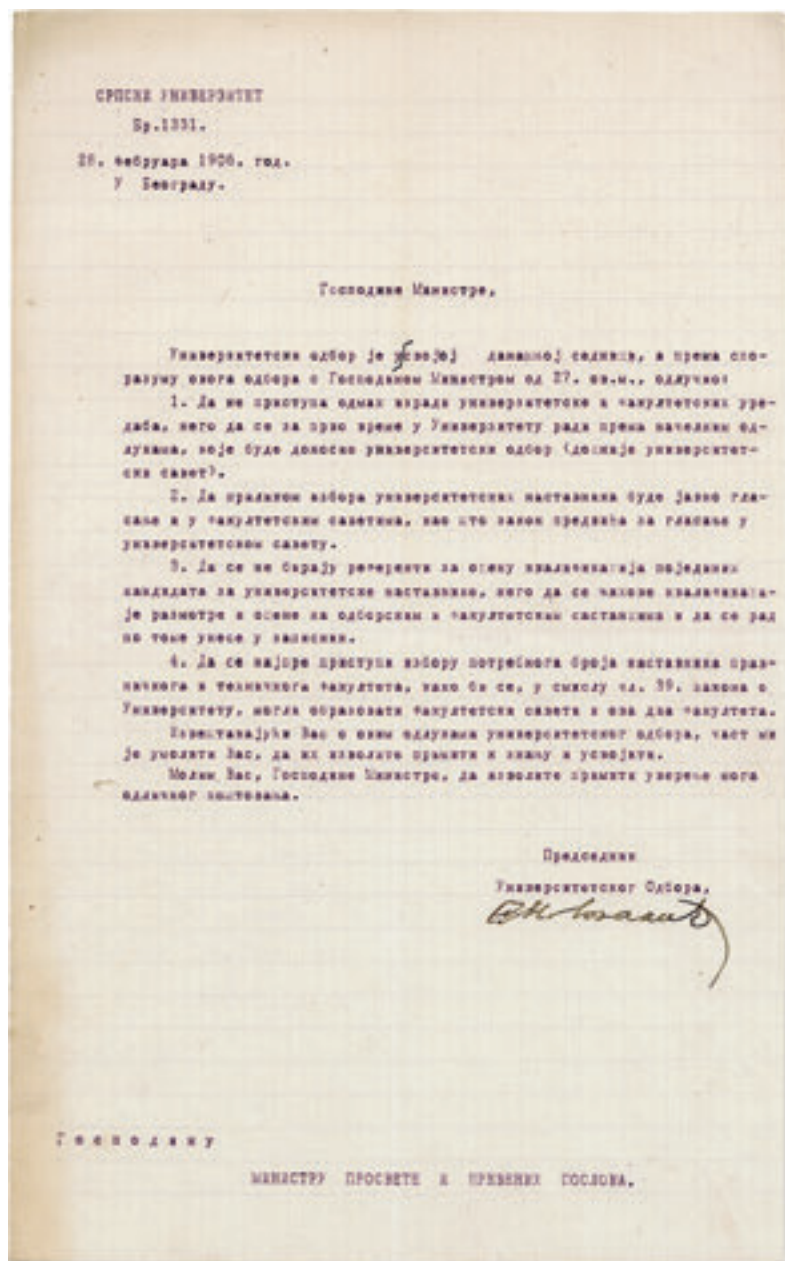 СРПСКИ УНИВЕРЗИТЕТ
Бр.1331.
28. фебруара 1906. год.
У Београду.
Господине Министре,
Универзитетски одбор је у својој данашној седници, а према спо-
разуму овога одбора с Господином Министром од 27. ов.м., одлучио:
1. Да не приступа одмах изради универзитетске и факултетских уре-
даба, него да се за прво време у Универзитету ради према начелним од-
лукама, које буде доносио универзитетски одбор (доцније универзитет-
ски савет).
2. Да приликом избора универзитетских наставника буде јавно гла-
сање и у факултетским саветима, као што закон предвиђа за гласање у
универзитетском савету.
3. Да се не бирају референти за оцену квалификација појединих
кандидата за универзитетске наставнике, него да се њихове квалификаци-
је размотре и оцене на одборским и факултетским састанцима и да се рад
по томе унесе у записник.
4. Да се најпре приступи избору потребнога броја наставника прав-
ничкога и техничкога факултета, како би се, у смислу чл. 39. закона о
Универзитету, могли образовати факултетски савети и ова два факултета.
Извештавајући Вас о овим одлукама универзитетског одбора, част ми
је умолити Вас, да их изволите примити к знању и усвојити.
Молим Вас, Господине Министре, да изволите примити уверење мога
одличног поштовања.
Председник
Универзитетског Одбора,
Господину
МИНИСТРУ ПРОСВЕТЕ И ЦРКВЕНИХ ПОСЛОВА.